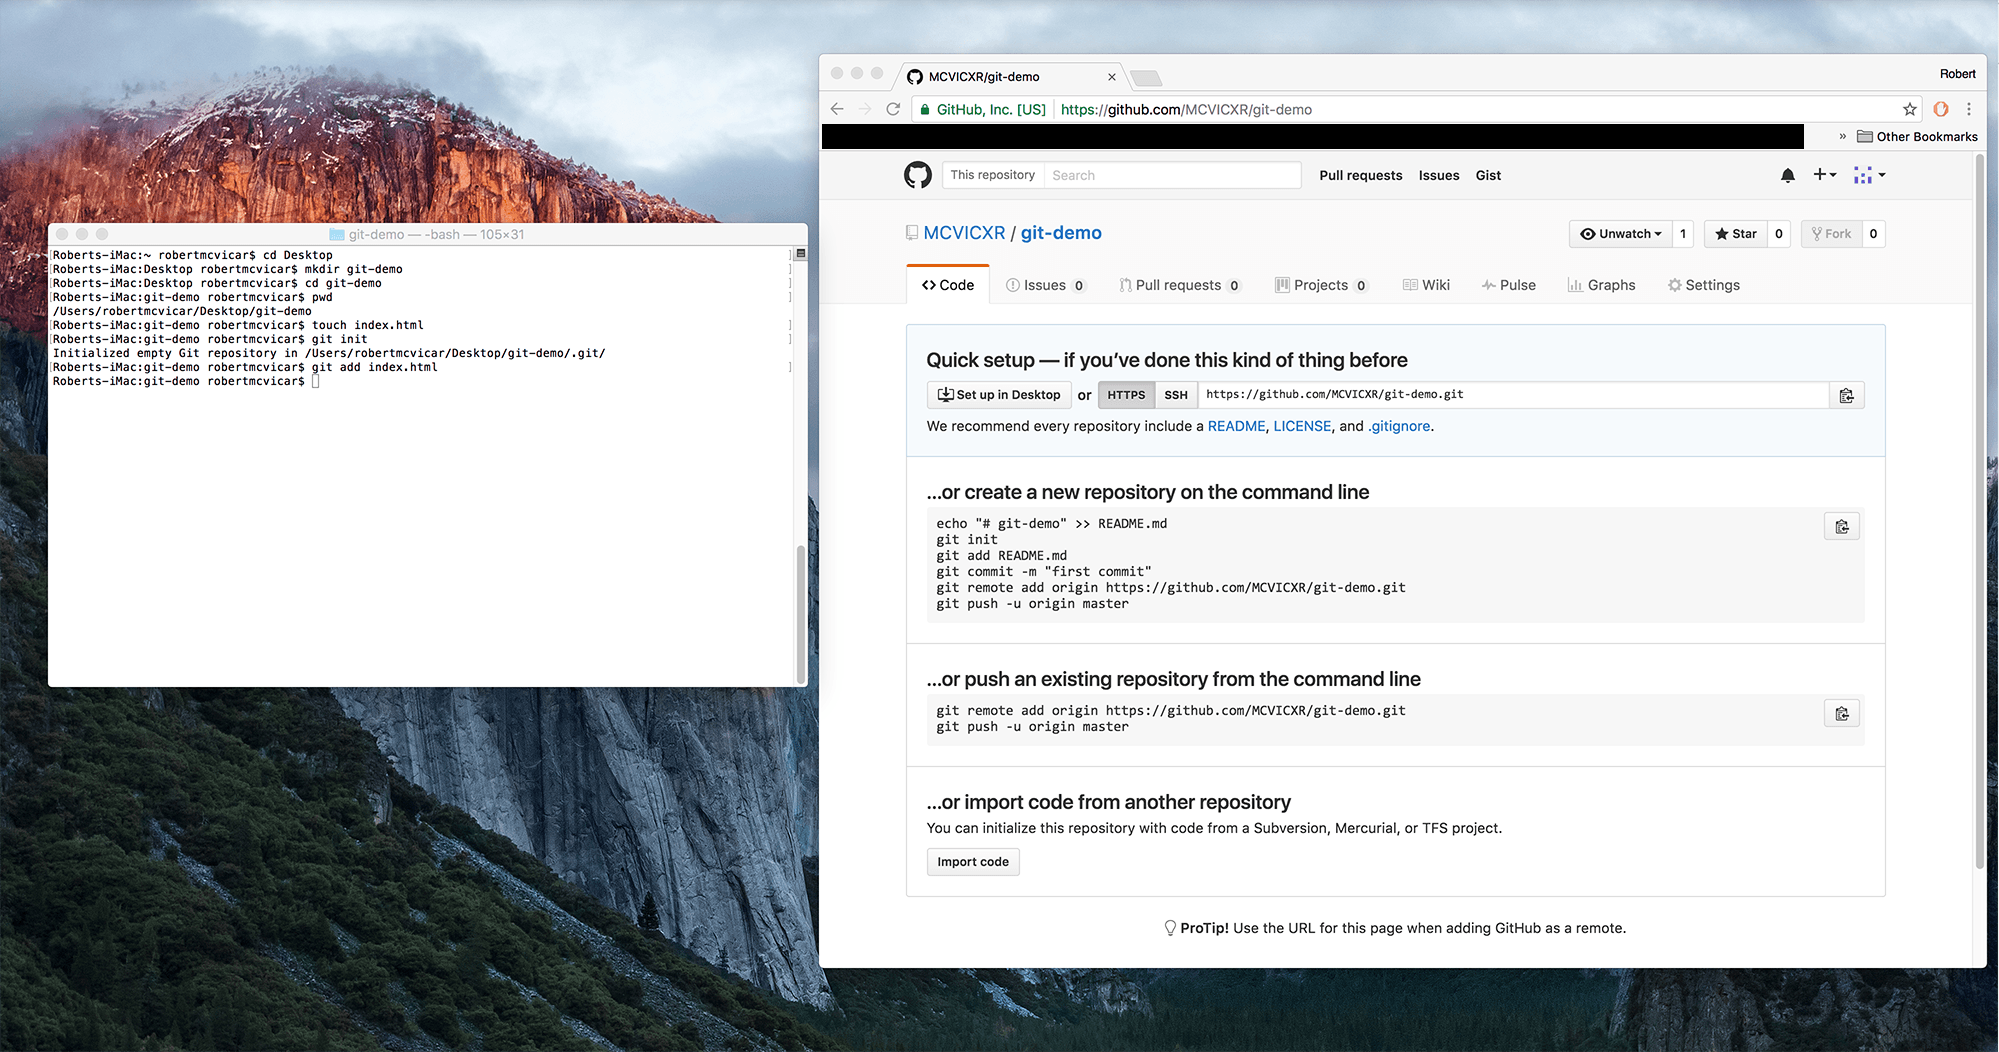 git-demo — -bash — 105×31
Roberts-iMac:~ robertmcvicar$ cd Desktop
Roberts-iMac:Desktop robertmcvicar$ mkdir git-demo
Roberts-iMac:Desktop robertmcvicar$ cd git-demo
Roberts-iMac:git-demo robertmcvicar$ pwd
/Users/robertmcvicar/Desktop/git-demo
Roberts-iMac:git-demo robertmcvicar$ touch index.html
Roberts-iMac:git-demo robertmcvicar$ git init
Initialized empty Git repository in /Users/robertmcvicar/Desktop/git-demo/.git/
Roberts-iMac:git-demo robertmcvicar$ git add index.html
Roberts-iMac:git-demo robertmcvicar$
MCVICXR/git-demo
Robert
GitHub, Inc. [US] https://github.com/MCVICXR/git-demo
» Other Bookmarks
This repository Search Pull requests Issues Gist
MCVICXR / git-demo Unwatch 1 Star 0 Fork 0
<> Code Issues 0 Pull requests 0 Projects 0 Wiki Pulse Graphs Settings
Quick setup — if you’ve done this kind of thing before
Set up in Desktop or HTTPS SSH https://github.com/MCVICXR/git-demo.git
We recommend every repository include a README, LICENSE, and .gitignore.
…or create a new repository on the command line
echo "# git-demo" >> README.md
git init
git add README.md
git commit -m "first commit"
git remote add origin https://github.com/MCVICXR/git-demo.git
git push -u origin master
…or push an existing repository from the command line
git remote add origin https://github.com/MCVICXR/git-demo.git
git push -u origin master
…or import code from another repository
You can initialize this repository with code from a Subversion, Mercurial, or TFS project.
Import code
ProTip! Use the URL for this page when adding GitHub as a remote.